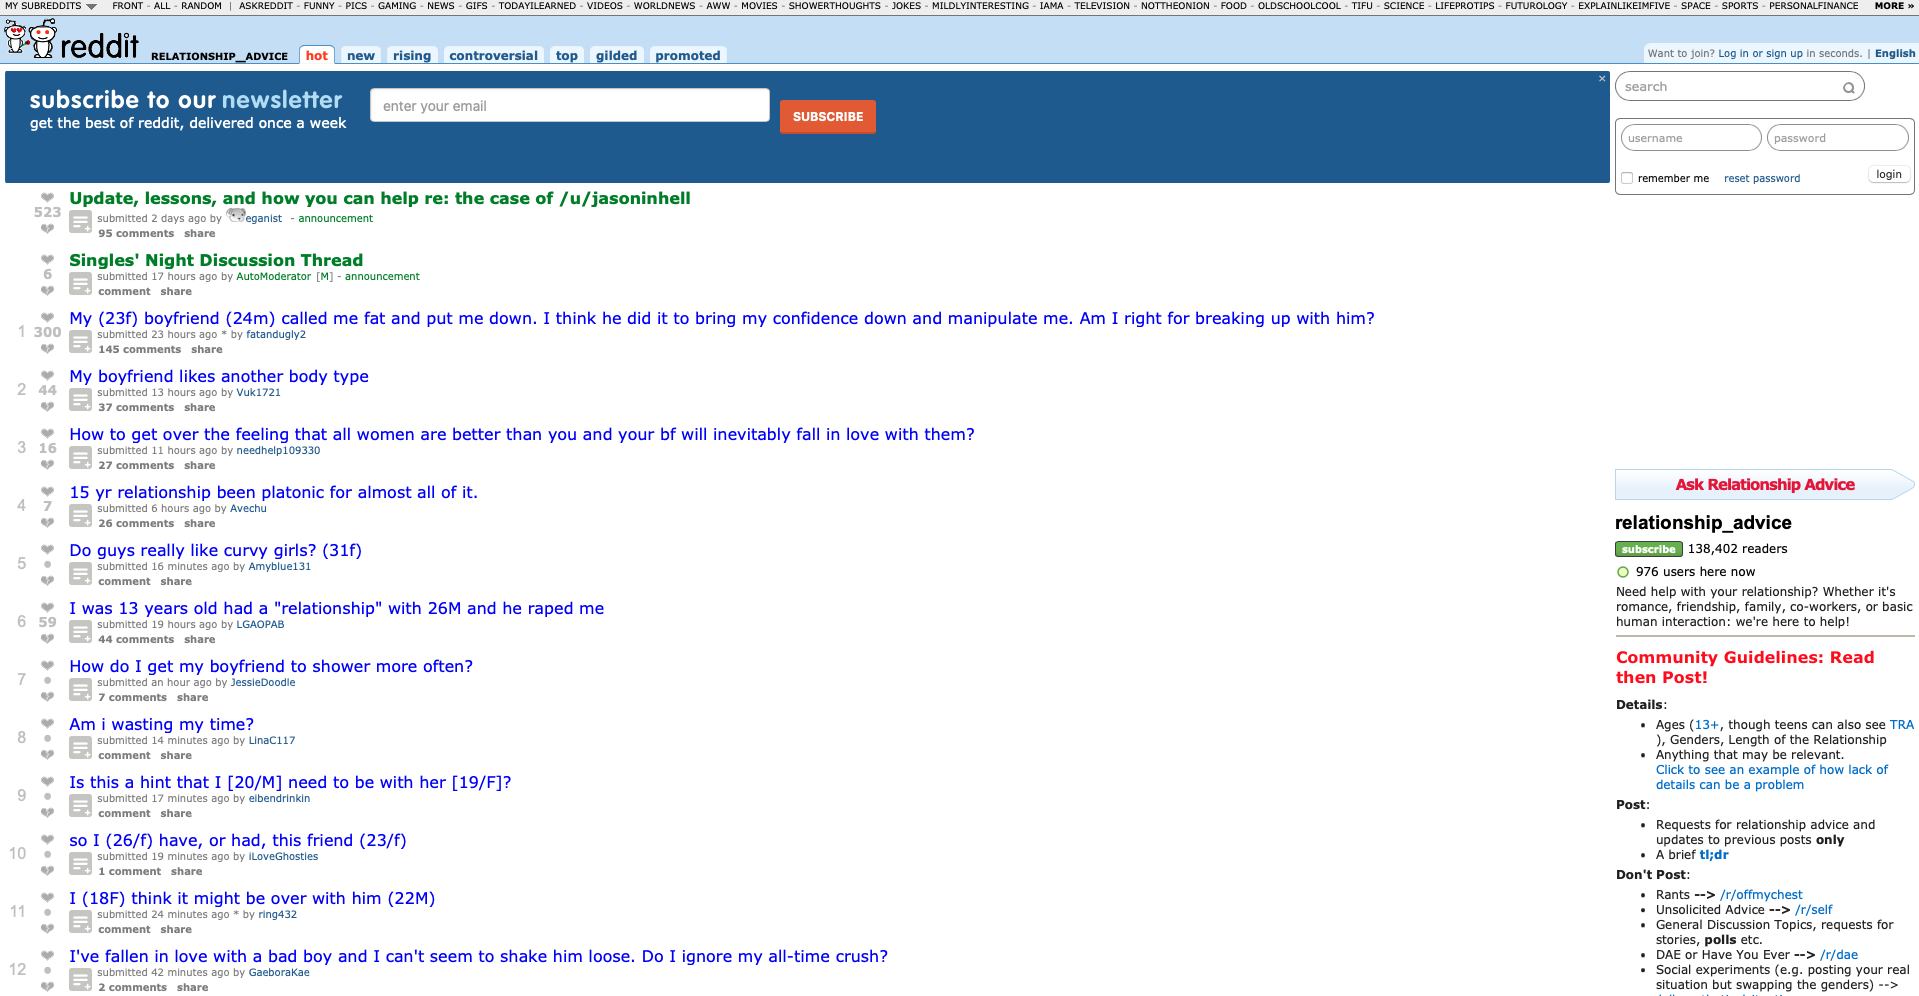 MY SUBREDDITS FRONT - ALL - RANDOM | ASKREDDIT - FUNNY - PICS - GAMING - NEWS - GIFS - TODAYILEARNED - VIDEOS - WORLDNEWS - AWW - MOVIES - SHOWERTHOUGHTS - JOKES - MILDLYINTERESTING - IAMA - TELEVISION - NOTTHEONION - FOOD - OLDSCHOOLCOOL - TIFU - SCIENCE - LIFEPROTIPS - FUTUROLOGY - EXPLAINLIKEIMFIVE - SPACE - SPORTS - PERSONALFINANCE MORE »
reddit RELATIONSHIP_ADVICE hot new rising controversial top gilded promoted
Want to join? Log in or sign up in seconds. | English
subscribe to our newsletter
get the best of reddit, delivered once a week
enter your email
SUBSCRIBE
×
search
username password
remember me reset password login
523
Update, lessons, and how you can help re: the case of /u/jasoninhell
submitted 2 days ago by eganist - announcement
95 comments share
6
Singles' Night Discussion Thread
submitted 17 hours ago by AutoModerator [M] - announcement
comment share
1 300
My (23f) boyfriend (24m) called me fat and put me down. I think he did it to bring my confidence down and manipulate me. Am I right for breaking up with him?
submitted 23 hours ago * by fatandugly2
145 comments share
2 44
My boyfriend likes another body type
submitted 13 hours ago by Vuk1721
37 comments share
3 16
How to get over the feeling that all women are better than you and your bf will inevitably fall in love with them?
submitted 11 hours ago by needhelp109330
27 comments share
4 7
15 yr relationship been platonic for almost all of it.
submitted 6 hours ago by Avechu
26 comments share
5 •
Do guys really like curvy girls? (31f)
submitted 16 minutes ago by Amyblue131
comment share
6 59
I was 13 years old had a "relationship" with 26M and he raped me
submitted 19 hours ago by LGAOPAB
44 comments share
7 •
How do I get my boyfriend to shower more often?
submitted an hour ago by JessieDoodle
7 comments share
8 •
Am i wasting my time?
submitted 14 minutes ago by LinaC117
comment share
9 •
Is this a hint that I [20/M] need to be with her [19/F]?
submitted 17 minutes ago by eibendrinkin
comment share
10 •
so I (26/f) have, or had, this friend (23/f)
submitted 19 minutes ago by iLoveGhosties
1 comment share
11 •
I (18F) think it might be over with him (22M)
submitted 24 minutes ago * by ring432
comment share
12 •
I've fallen in love with a bad boy and I can't seem to shake him loose. Do I ignore my all-time crush?
submitted 42 minutes ago by GaeboraKae
2 comments share
Ask Relationship Advice
relationship_advice
subscribe 138,402 readers
976 users here now
Need help with your relationship? Whether it's
romance, friendship, family, co-workers, or basic
human interaction: we're here to help!
Community Guidelines: Read
then Post!
Details:
• Ages (13+, though teens can also see TRA
), Genders, Length of the Relationship
• Anything that may be relevant.
Click to see an example of how lack of
details can be a problem
Post:
• Requests for relationship advice and
updates to previous posts only
• A brief tl;dr
Don't Post:
• Rants --> /r/offmychest
• Unsolicited Advice --> /r/self
• General Discussion Topics, requests for
stories, polls etc.
• DAE or Have You Ever --> /r/dae
• Social experiments (e.g. posting your real
situation but swapping the genders) -->